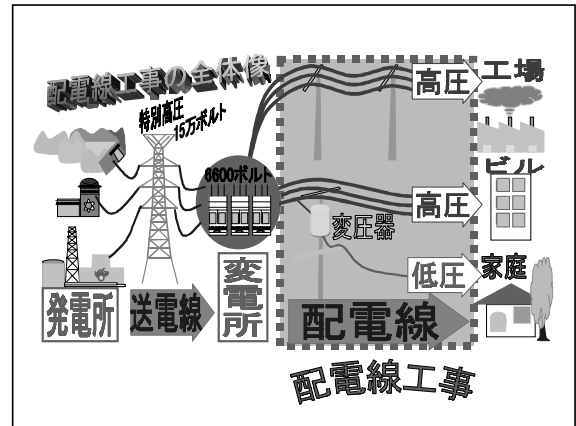 配電線工事の全体像
特別高圧
15万ボルト
6600ボルト
高圧
工場
ビル
高圧
変圧器
低圧
家庭
発電所
送電線
変電所
配電線
配電線工事